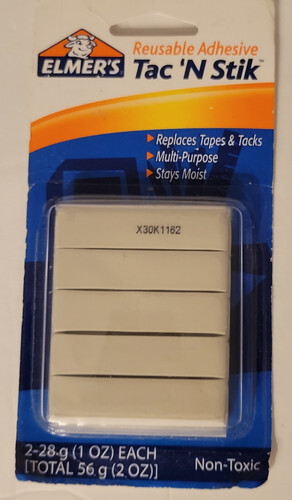 ELMER'S
Reusable Adhesive
Tac 'N Stik™
Replaces Tapes & Tacks
Multi-Purpose
Stays Moist
X30K1162
2-28 g (1 OZ) EACH
[TOTAL 56 g (2 OZ)]
Non-Toxic